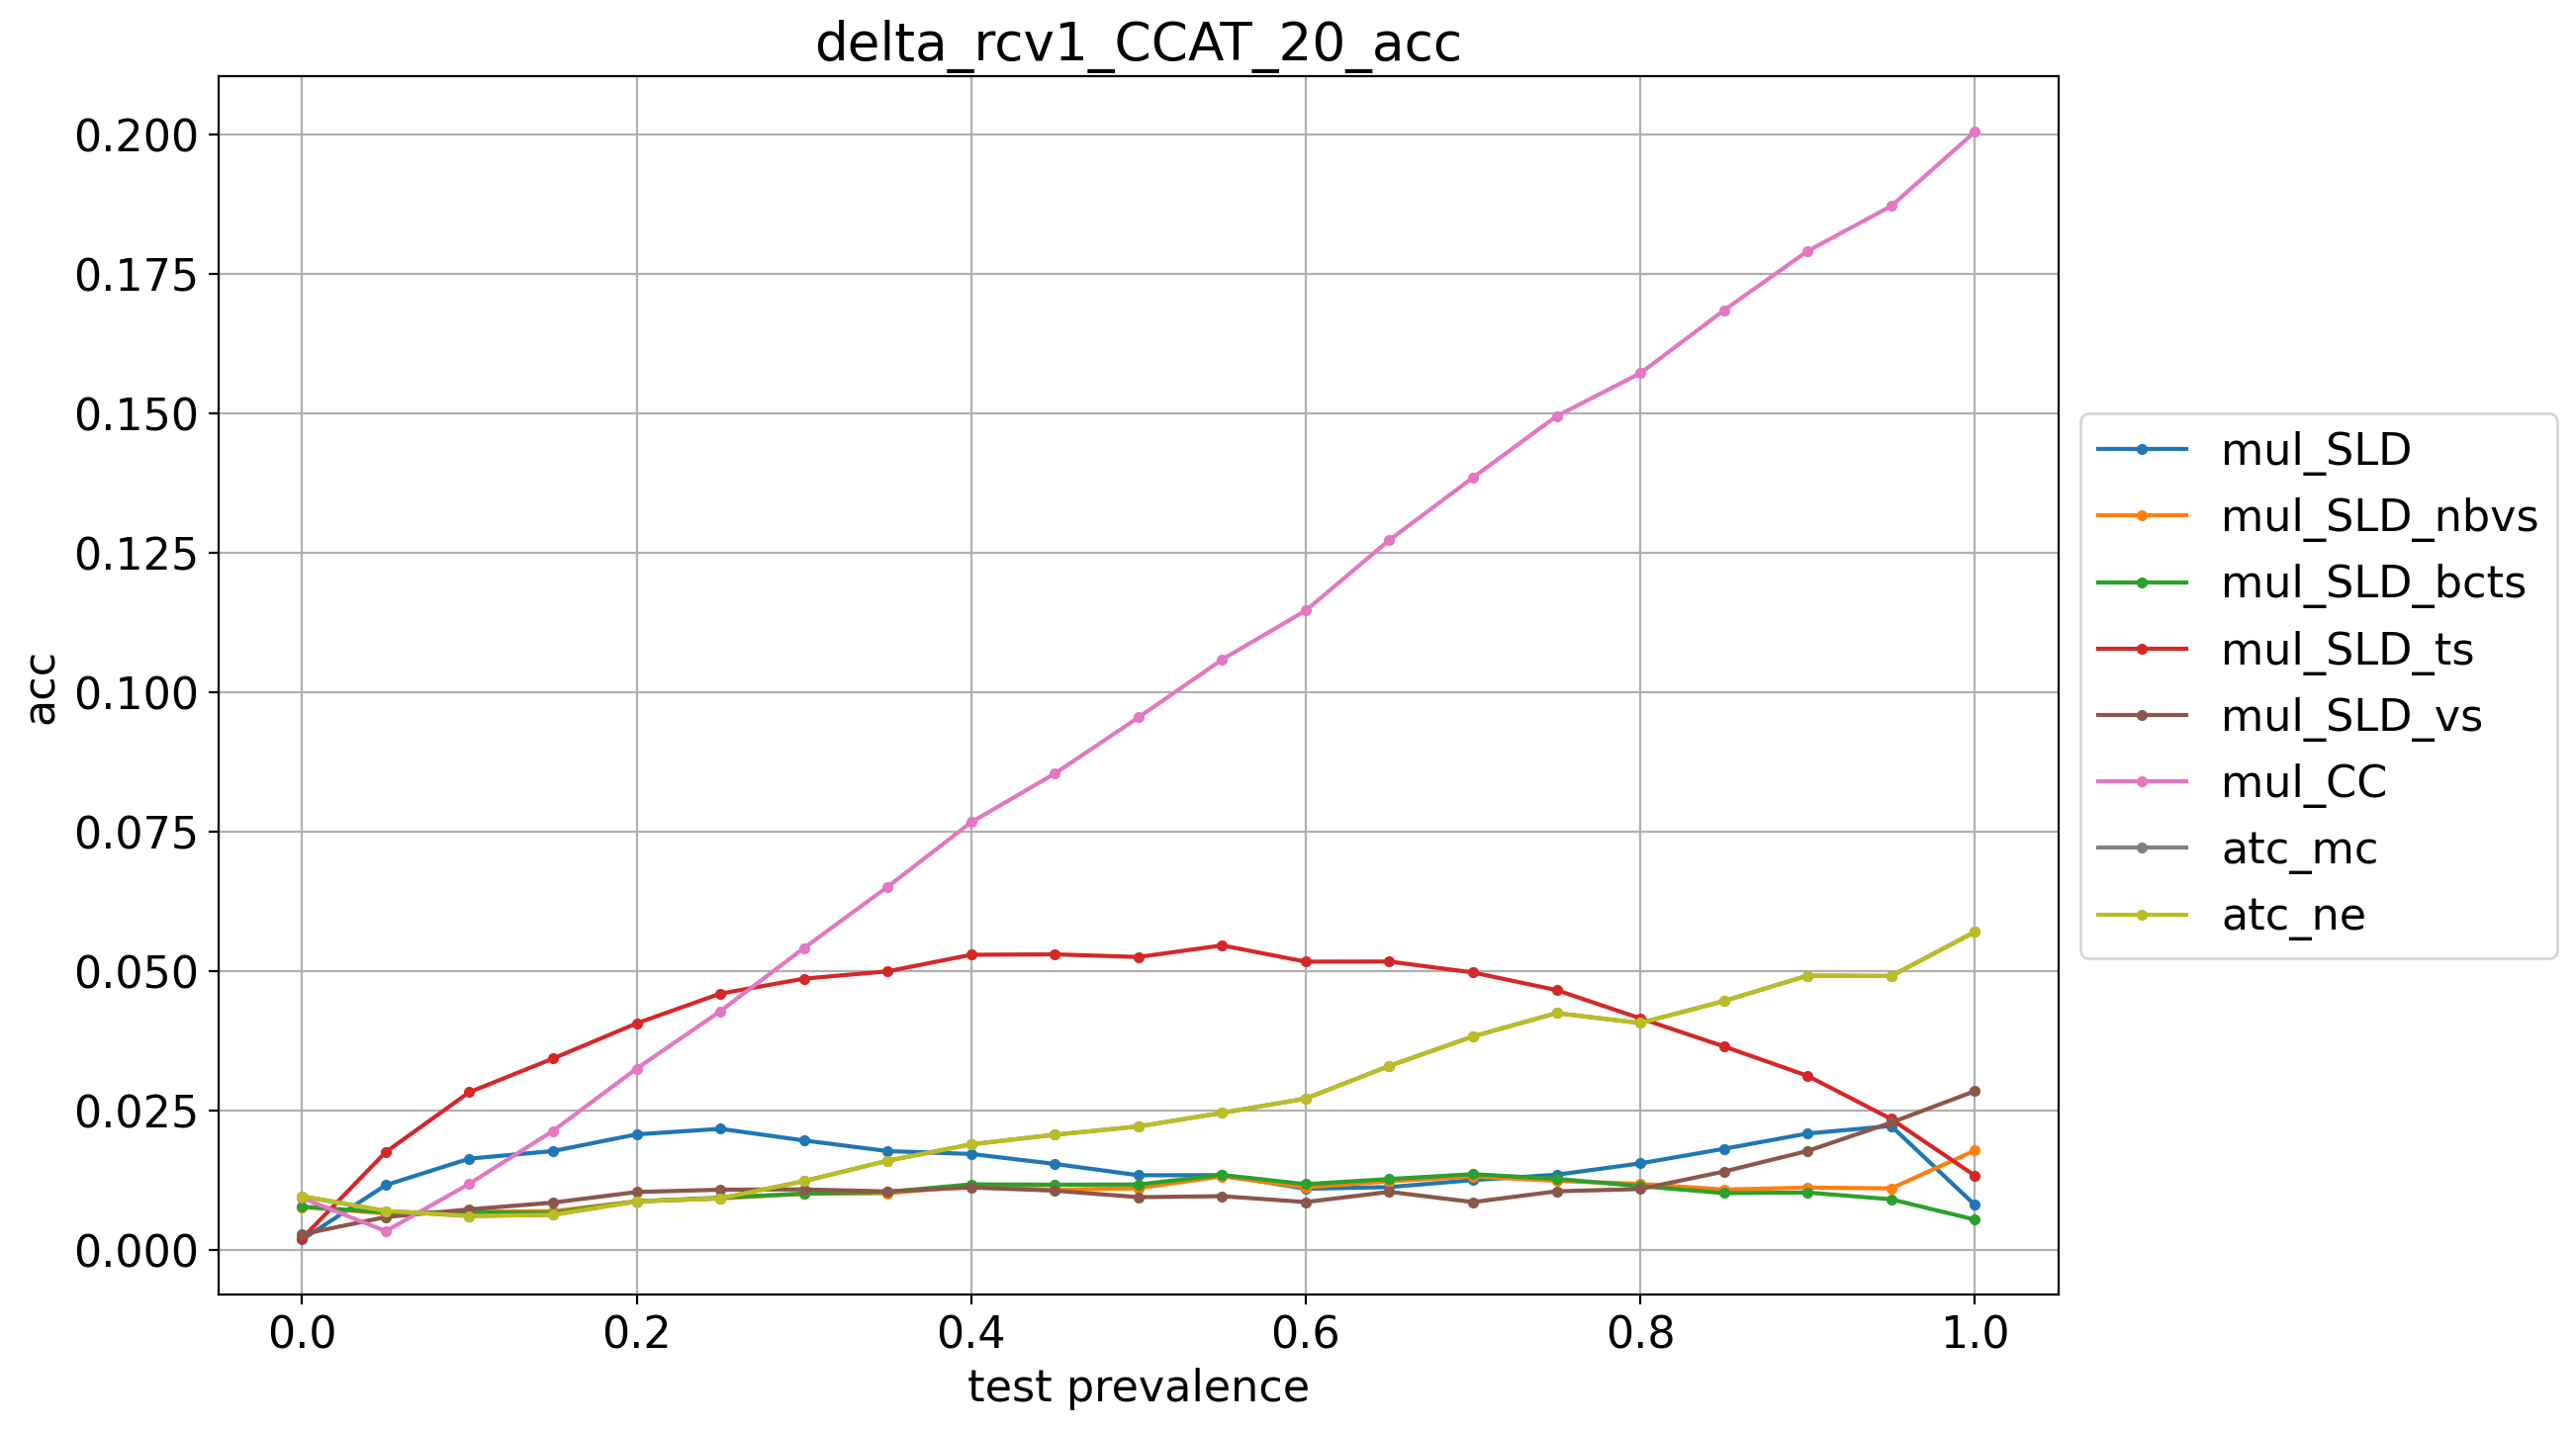 delta_rcv1_CCAT_20_acc
0.200
0.175
0.150
0.125
0.100
0.075
0.050
0.025
0.000
acc
0.0 0.2 0.4 0.6 0.8 1.0
test prevalence
mul_SLD
mul_SLD_nbvs
mul_SLD_bcts
mul_SLD_ts
mul_SLD_vs
mul_CC
atc_mc
atc_ne